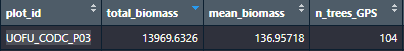 plot_id total_biomass mean_biomass n_trees_GPS
UOFU_CODC_P03 13969.6326 136.95718 104